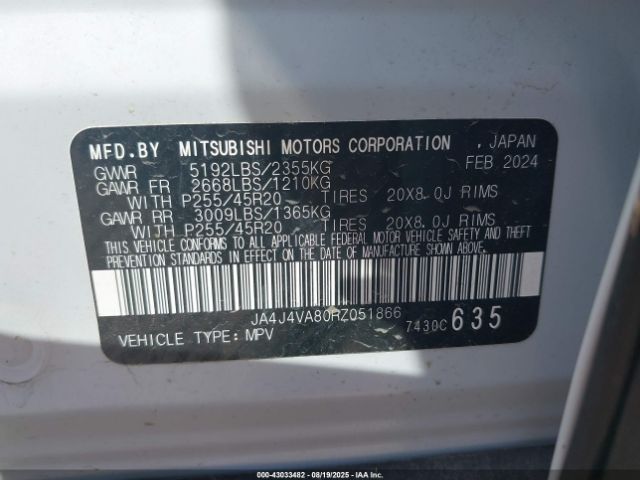 MFD.BY MITSUBISHI MOTORS CORPORATION , JAPAN
GVWR 5192LBS/2355KG FEB 2024
GAWR FR 2668LBS/1210KG
WITH P255/45R20 TIRES 20X8.0J RIMS
GAWR RR 3009LBS/1365KG
WITH P255/45R20 TIRES 20X8.0J RIMS
THIS VEHICLE CONFORMS TO ALL APPLICABLE FEDERAL MOTOR VEHICLE SAFETY AND THEFT
PREVENTION STANDARDS IN EFFECT ON THE DATE OF MANUFACTURE SHOWN ABOVE.
JA4J4VA80RZ051866
7430C 635
VEHICLE TYPE: MPV
© IAA - 43033482 - 08/19/2025 - IAAI.COM